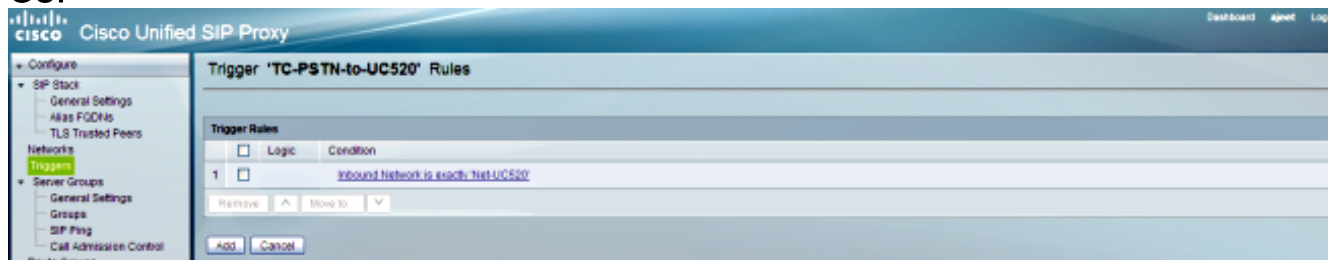 Cisco Unified SIP Proxy
Dashboard ajeet Log
Configure
SIP Stack
General Settings
Alias FQDNs
TLS Trusted Peers
Networks
Triggers
Server Groups
General Settings
Groups
SIP Ping
Call Admission Control
Trigger 'TC-PSTN-to-UC520' Rules
Trigger Rules
Logic Condition
1 Inbound Network is exactly 'Net-UC520'
Remove Move to...
Add Cancel